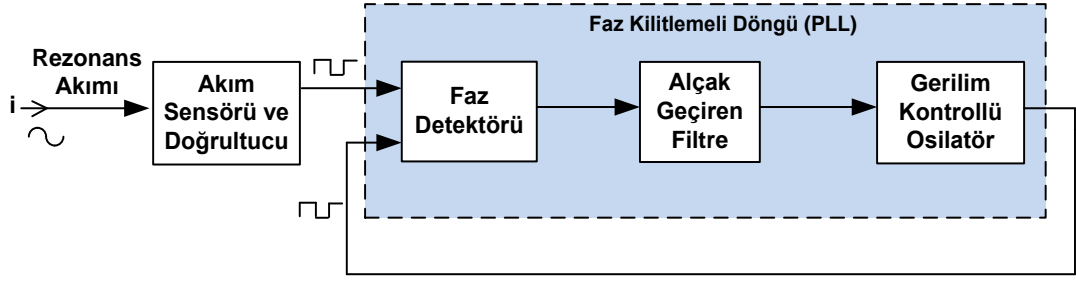 Faz Kilitlemeli Döngü (PLL)
Rezonans
Akımı
i
Akım
Sensörü ve
Doğrultucu
Faz
Detektörü
Alçak
Geçiren
Filtre
Gerilim
Kontrollü
Osilatör